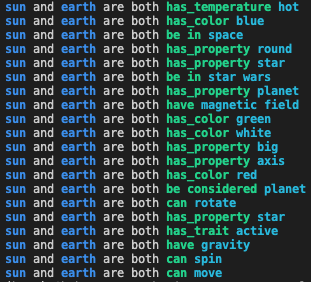 sun and earth are both has_temperature hot
sun and earth are both has_color blue
sun and earth are both be in space
sun and earth are both has_property round
sun and earth are both has_property star
sun and earth are both be in star wars
sun and earth are both has_property planet
sun and earth are both have magnetic field
sun and earth are both has_color green
sun and earth are both has_color white
sun and earth are both has_property big
sun and earth are both has_property axis
sun and earth are both has_color red
sun and earth are both be considered planet
sun and earth are both can rotate
sun and earth are both has_property star
sun and earth are both has_trait active
sun and earth are both have gravity
sun and earth are both can spin
sun and earth are both can move